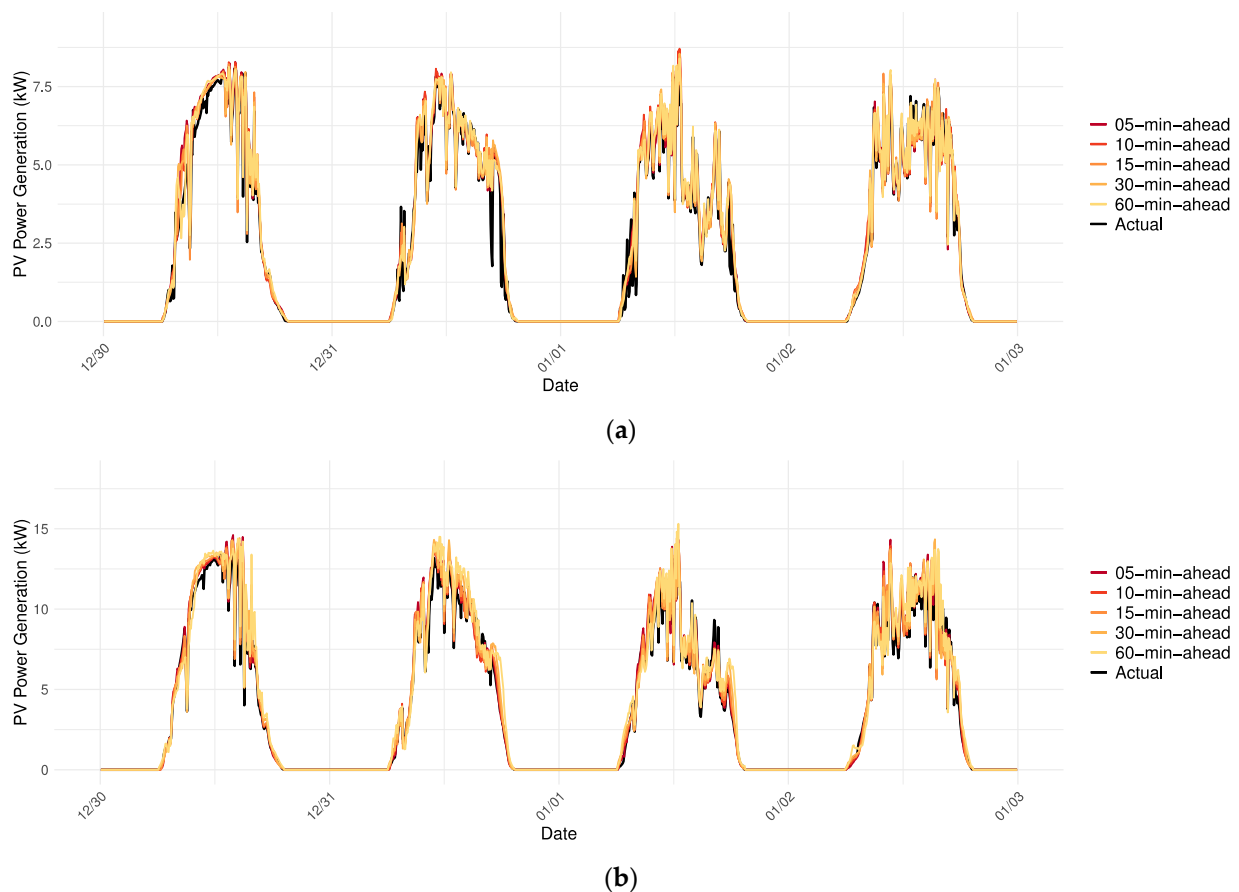 PV Power Generation (kW)
7.5
5.0
2.5
0.0
12/30
12/31
01/01
01/02
01/03
Date
05−min−ahead
10−min−ahead
15−min−ahead
30−min−ahead
60−min−ahead
Actual
(a)
PV Power Generation (kW)
15
10
5
0
12/30
12/31
01/01
01/02
01/03
Date
05−min−ahead
10−min−ahead
15−min−ahead
30−min−ahead
60−min−ahead
Actual
(b)